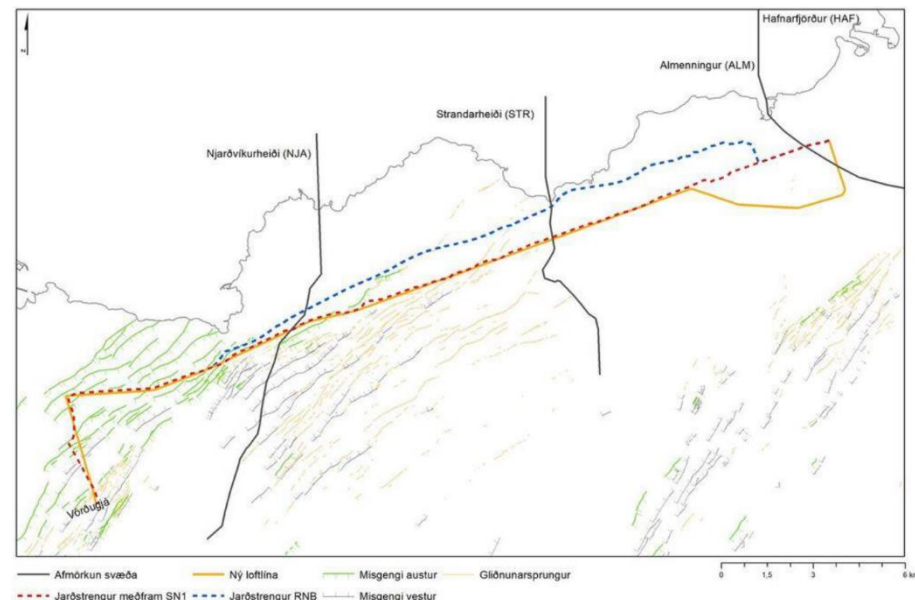 Hafnarfjörður (HAF)
Almenningur (ALM)
Strandarheiði (STR)
Njarðvíkurheiði (NJA)
Vörðugjá
Afmörkun svæða
Ný loftlína
Misgengi austur
Gliðnunarsprungur
Jarðstrengur meðfram SN1
Jarðstrengur RNB
Misgengi vestur
0 1,5 3 6